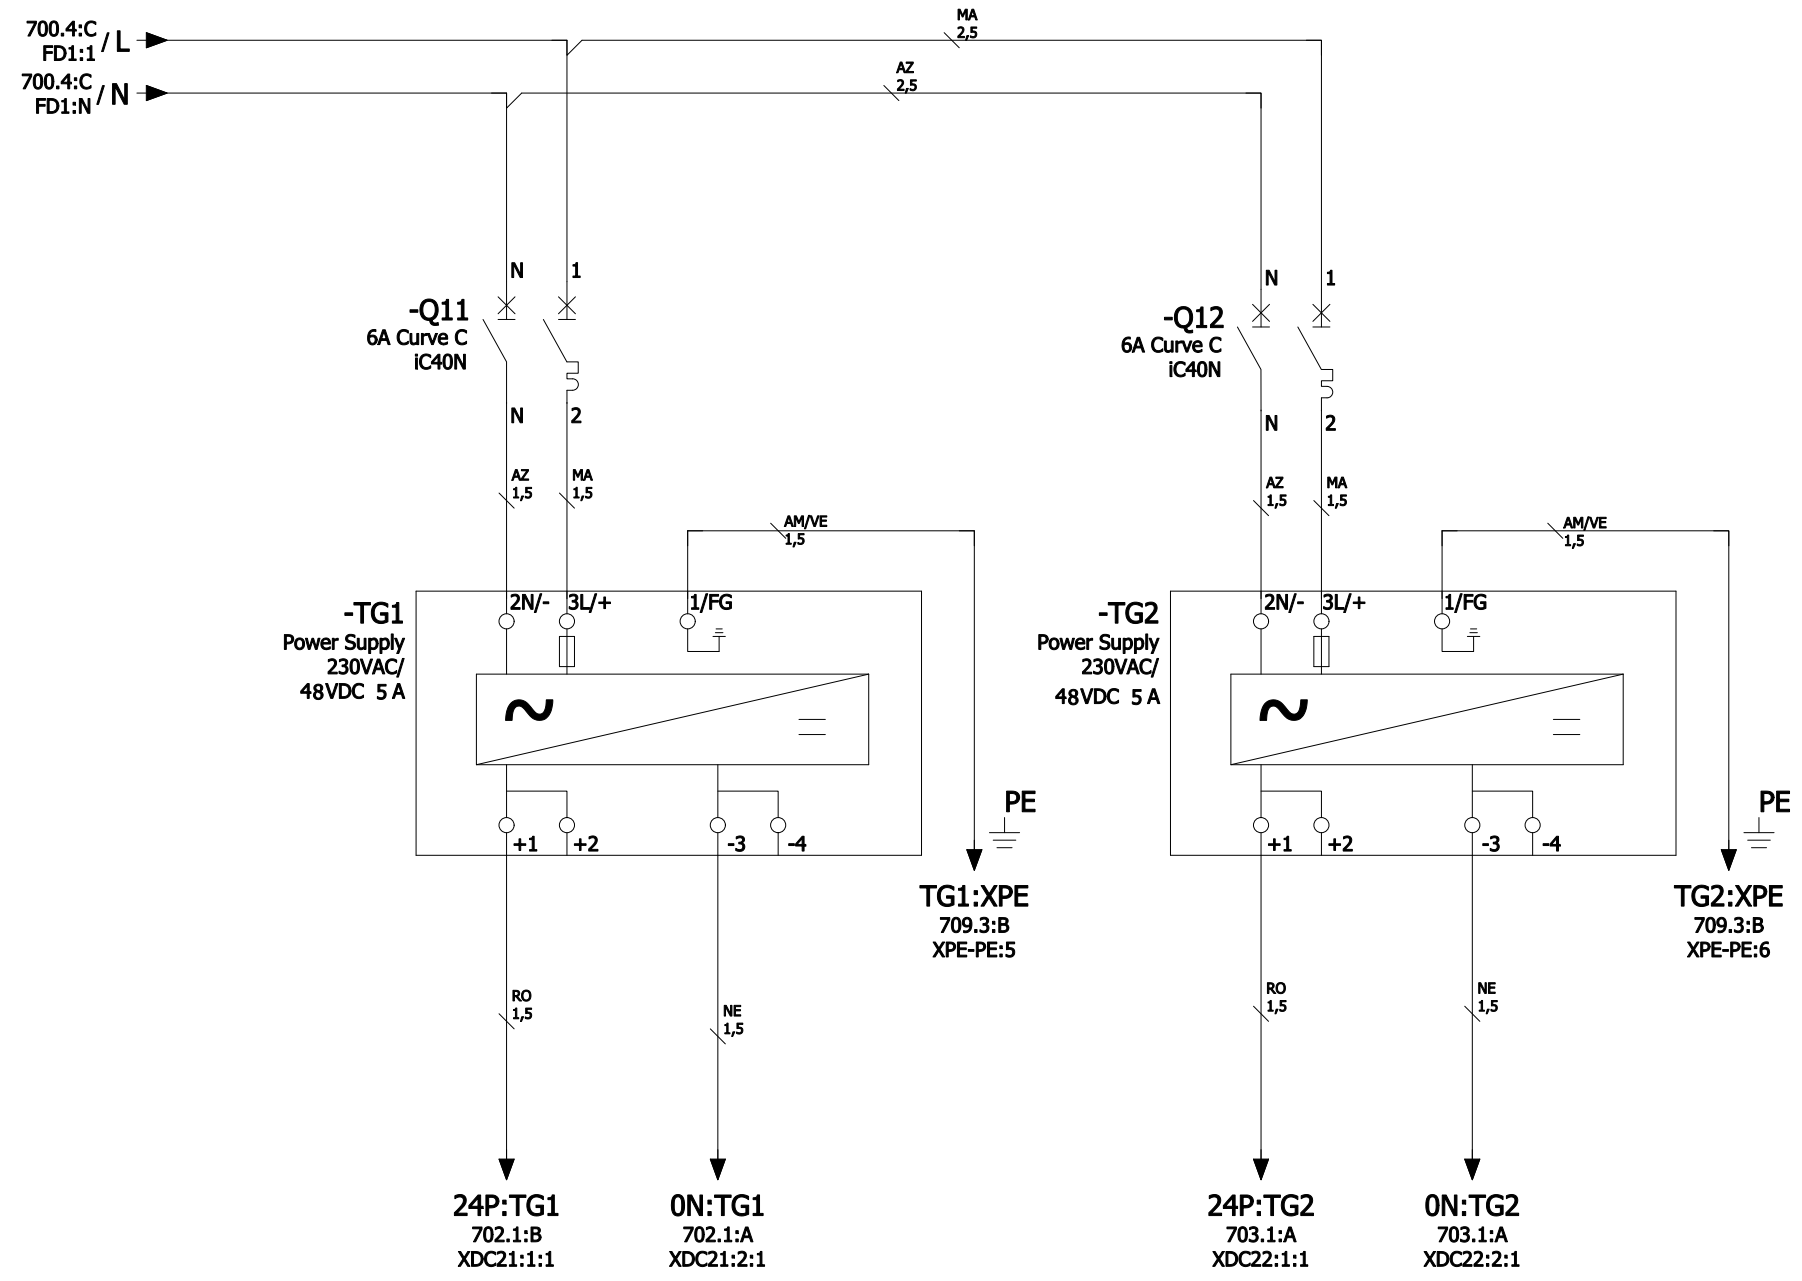 700.4:C
FD1:1
/ L
700.4:C
FD1:N
/ N
MA
2,5
AZ
2,5
N
1
-Q11
6A Curve C
iC40N
N
2
AZ
1,5
MA
1,5
N
1
-Q12
6A Curve C
iC40N
N
2
AZ
1,5
MA
1,5
AM/VE
1,5
AM/VE
1,5
-TG1
Power Supply
230VAC/
48VDC 5 A
2N/-
3L/+
1/FG
~
+1
+2
-3
-4
PE
TG1:XPE
709.3:B
XPE-PE:5
-TG2
Power Supply
230VAC/
48VDC 5 A
2N/-
3L/+
1/FG
~
+1
+2
-3
-4
PE
TG2:XPE
709.3:B
XPE-PE:6
RO
1,5
NE
1,5
RO
1,5
NE
1,5
24P:TG1
702.1:B
XDC21:1:1
0N:TG1
702.1:A
XDC21:2:1
24P:TG2
703.1:A
XDC22:1:1
0N:TG2
703.1:A
XDC22:2:1